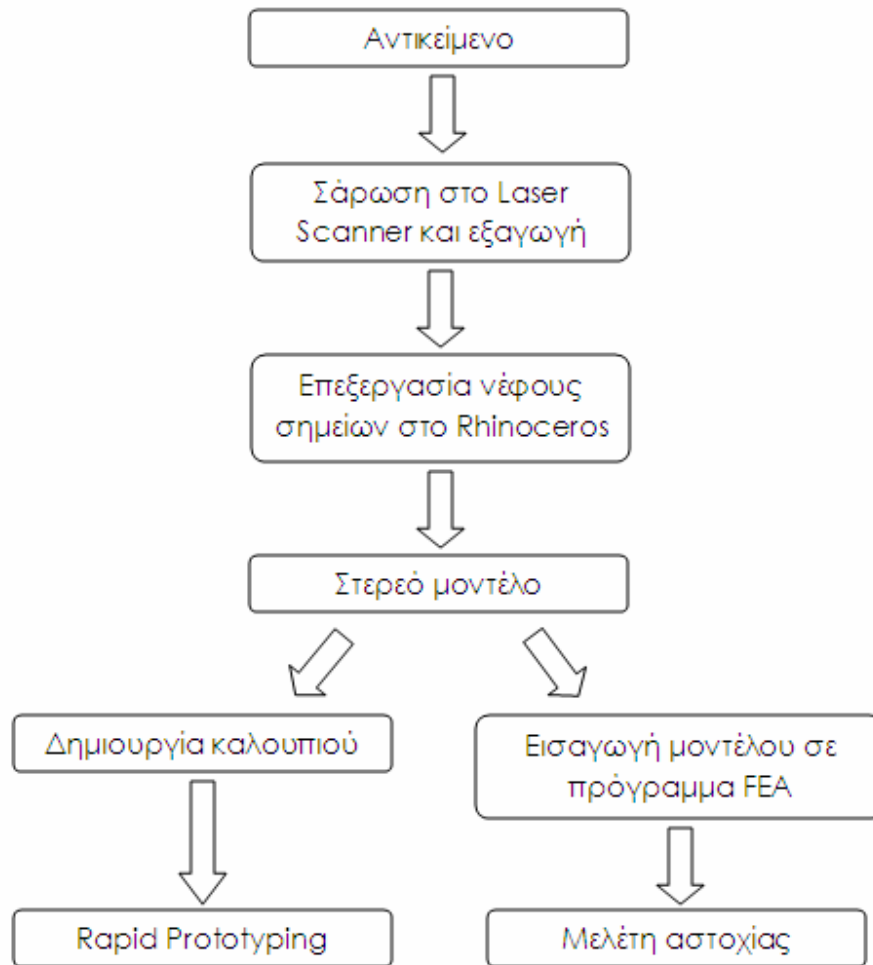 Αντικείμενο
Σάρωση στο Laser
Scanner και εξαγωγή
Επεξεργασία νέφους
σημείων στο Rhinoceros
Στερεό μοντέλο
Δημιουργία καλουπιού
Εισαγωγή μοντέλου σε
πρόγραμμα FEA
Rapid Prototyping
Μελέτη αστοχίας